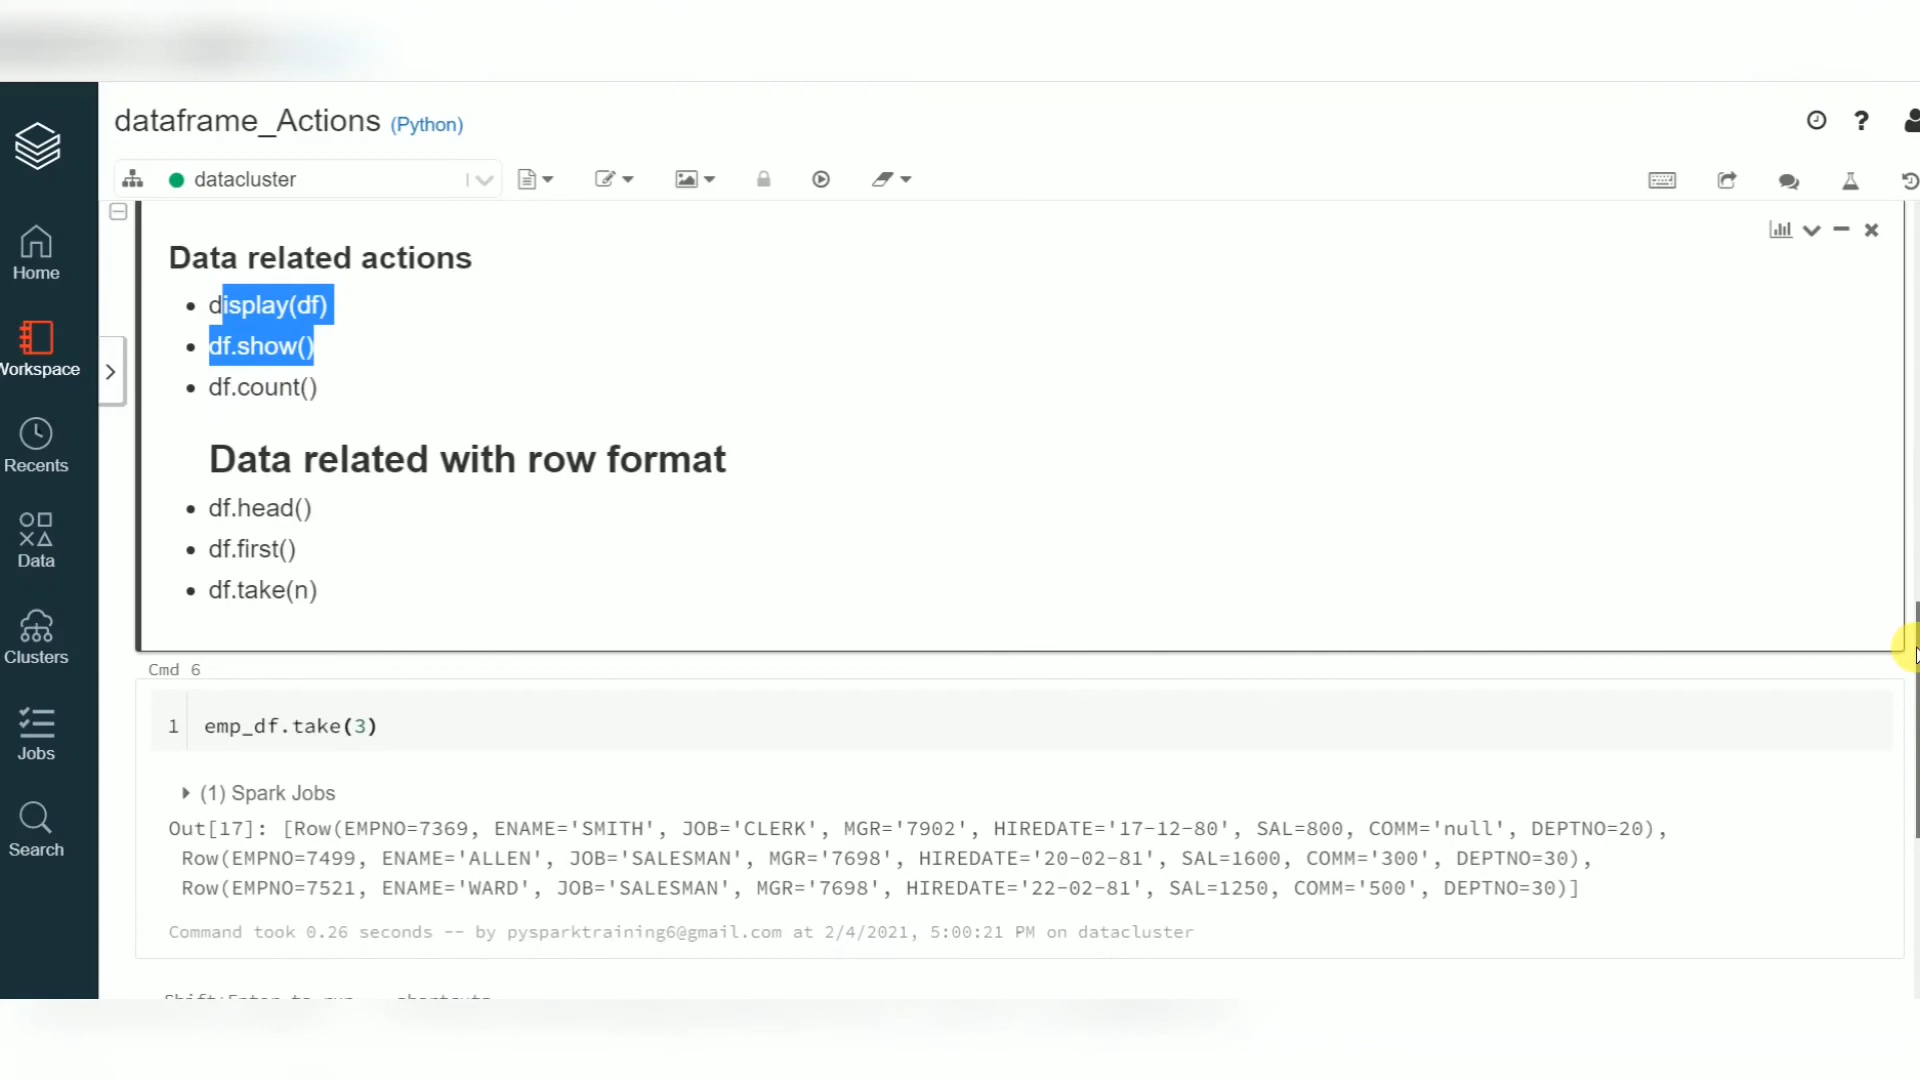 dataframe_Actions (Python)
datacluster
Data related actions
display(df)
df.show()
df.count()
Data related with row format
df.head()
df.first()
df.take(n)
Home
Workspace
Recents
Data
Clusters
Jobs
Search
Cmd 6
1 emp_df.take(3)
(1) Spark Jobs
Out[17]: [Row(EMPNO=7369, ENAME='SMITH', JOB='CLERK', MGR='7902', HIREDATE='17-12-80', SAL=800, COMM='null', DEPTNO=20),
Row(EMPNO=7499, ENAME='ALLEN', JOB='SALESMAN', MGR='7698', HIREDATE='20-02-81', SAL=1600, COMM='300', DEPTNO=30),
Row(EMPNO=7521, ENAME='WARD', JOB='SALESMAN', MGR='7698', HIREDATE='22-02-81', SAL=1250, COMM='500', DEPTNO=30)]
Command took 0.26 seconds -- by pysparktraining6@gmail.com at 2/4/2021, 5:00:21 PM on datacluster